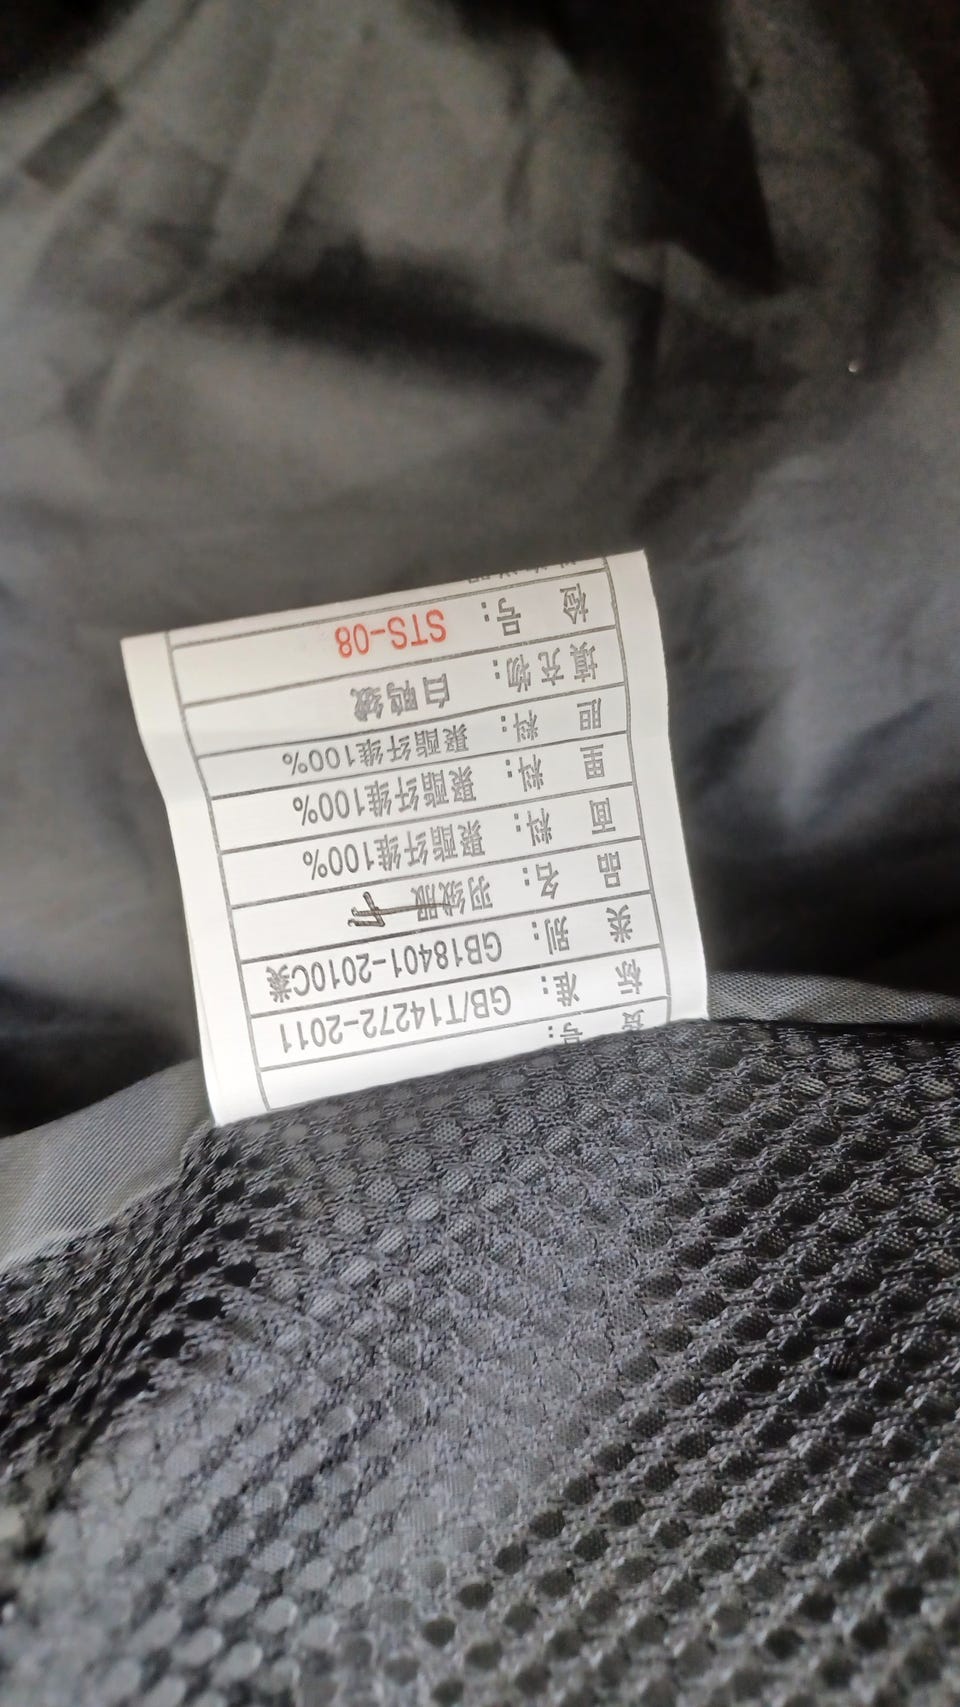 货号:
标准: GB/T14272-2011
类别: GB18401-2010C类
品名: 羽绒服
面料: 聚酯纤维100%
里料: 聚酯纤维100%
胆料: 聚酯纤维100%
填充物: 白鸭绒
检号: STS-08